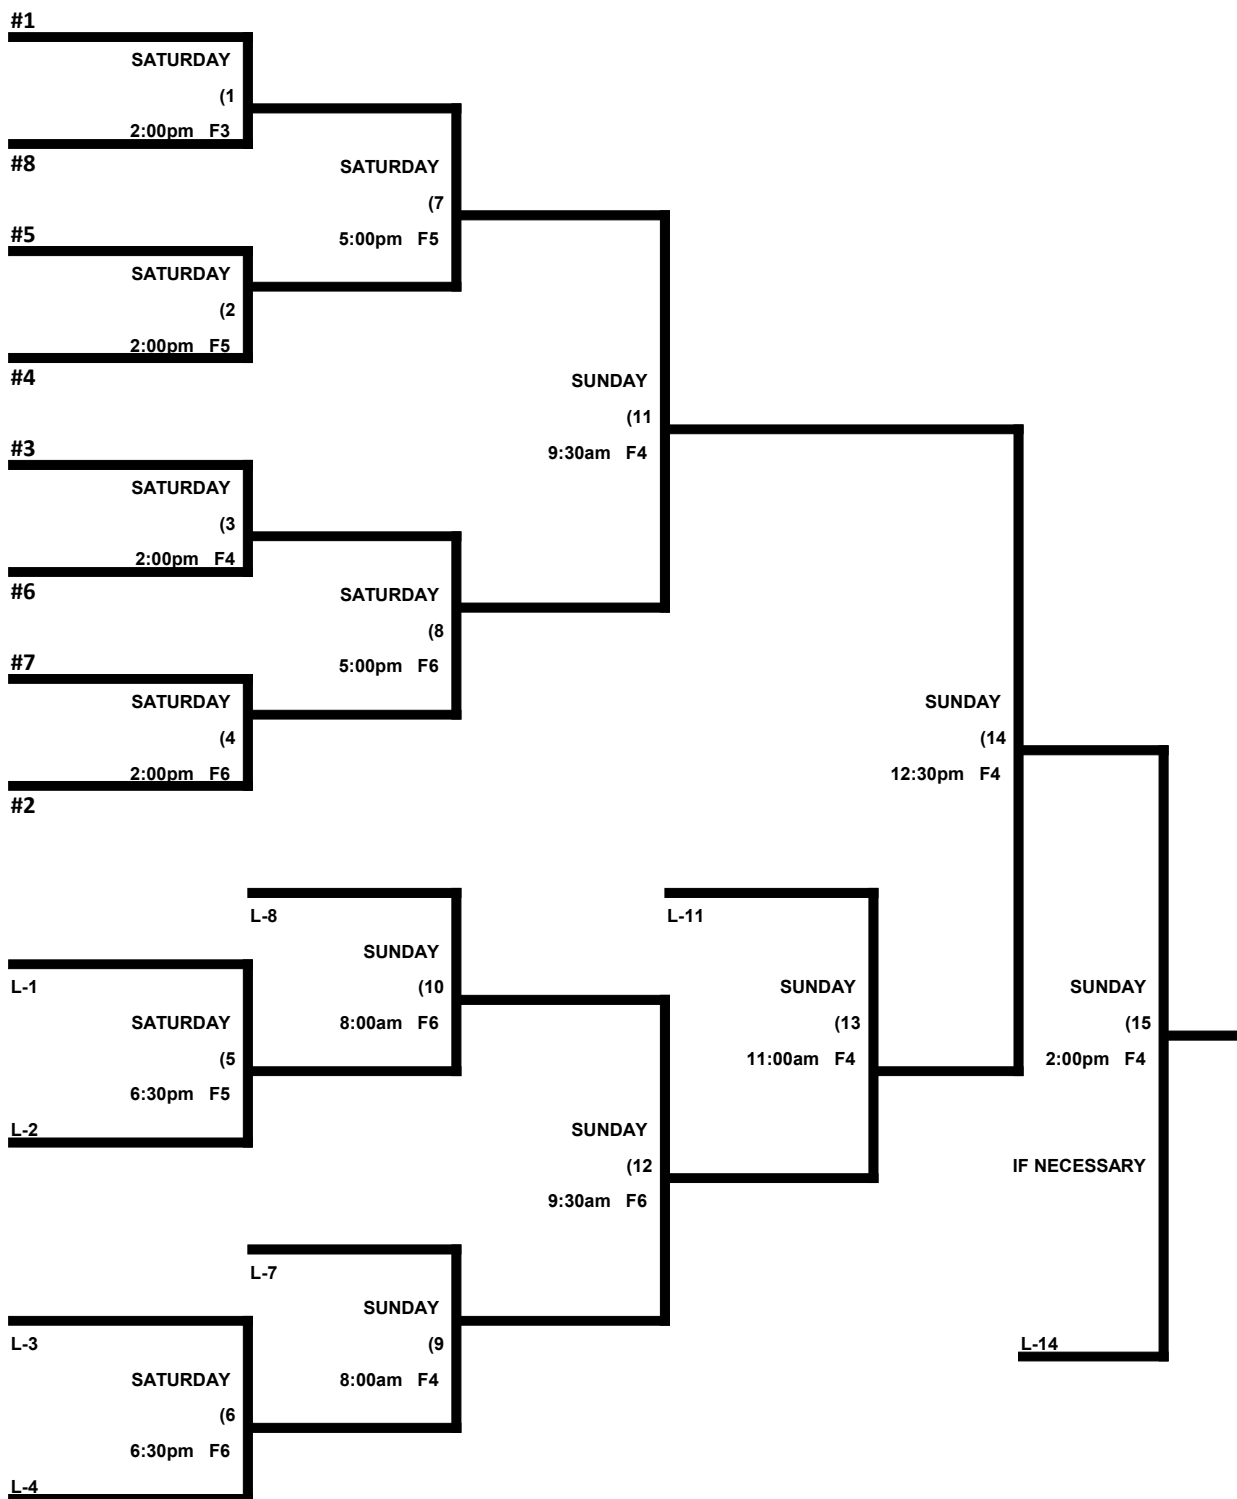 #1
SATURDAY
(1
2:00pm F3
#8
SATURDAY
(7
5:00pm F5
#5
SATURDAY
(2
2:00pm F5
#4
SUNDAY
(11
9:30am F4
#3
SATURDAY
(3
2:00pm F4
#6
SATURDAY
(8
5:00pm F6
#7
SATURDAY
(4
2:00pm F6
#2
SUNDAY
(14
12:30pm F4
L-8
SUNDAY
(10
8:00am F6
L-11
SUNDAY
(13
11:00am F4
L-1
SATURDAY
(5
6:30pm F5
L-2
SUNDAY
(15
2:00pm F4
IF NECESSARY
SUNDAY
(12
9:30am F6
L-7
SUNDAY
(9
8:00am F4
L-3
SATURDAY
(6
6:30pm F6
L-4
L-14